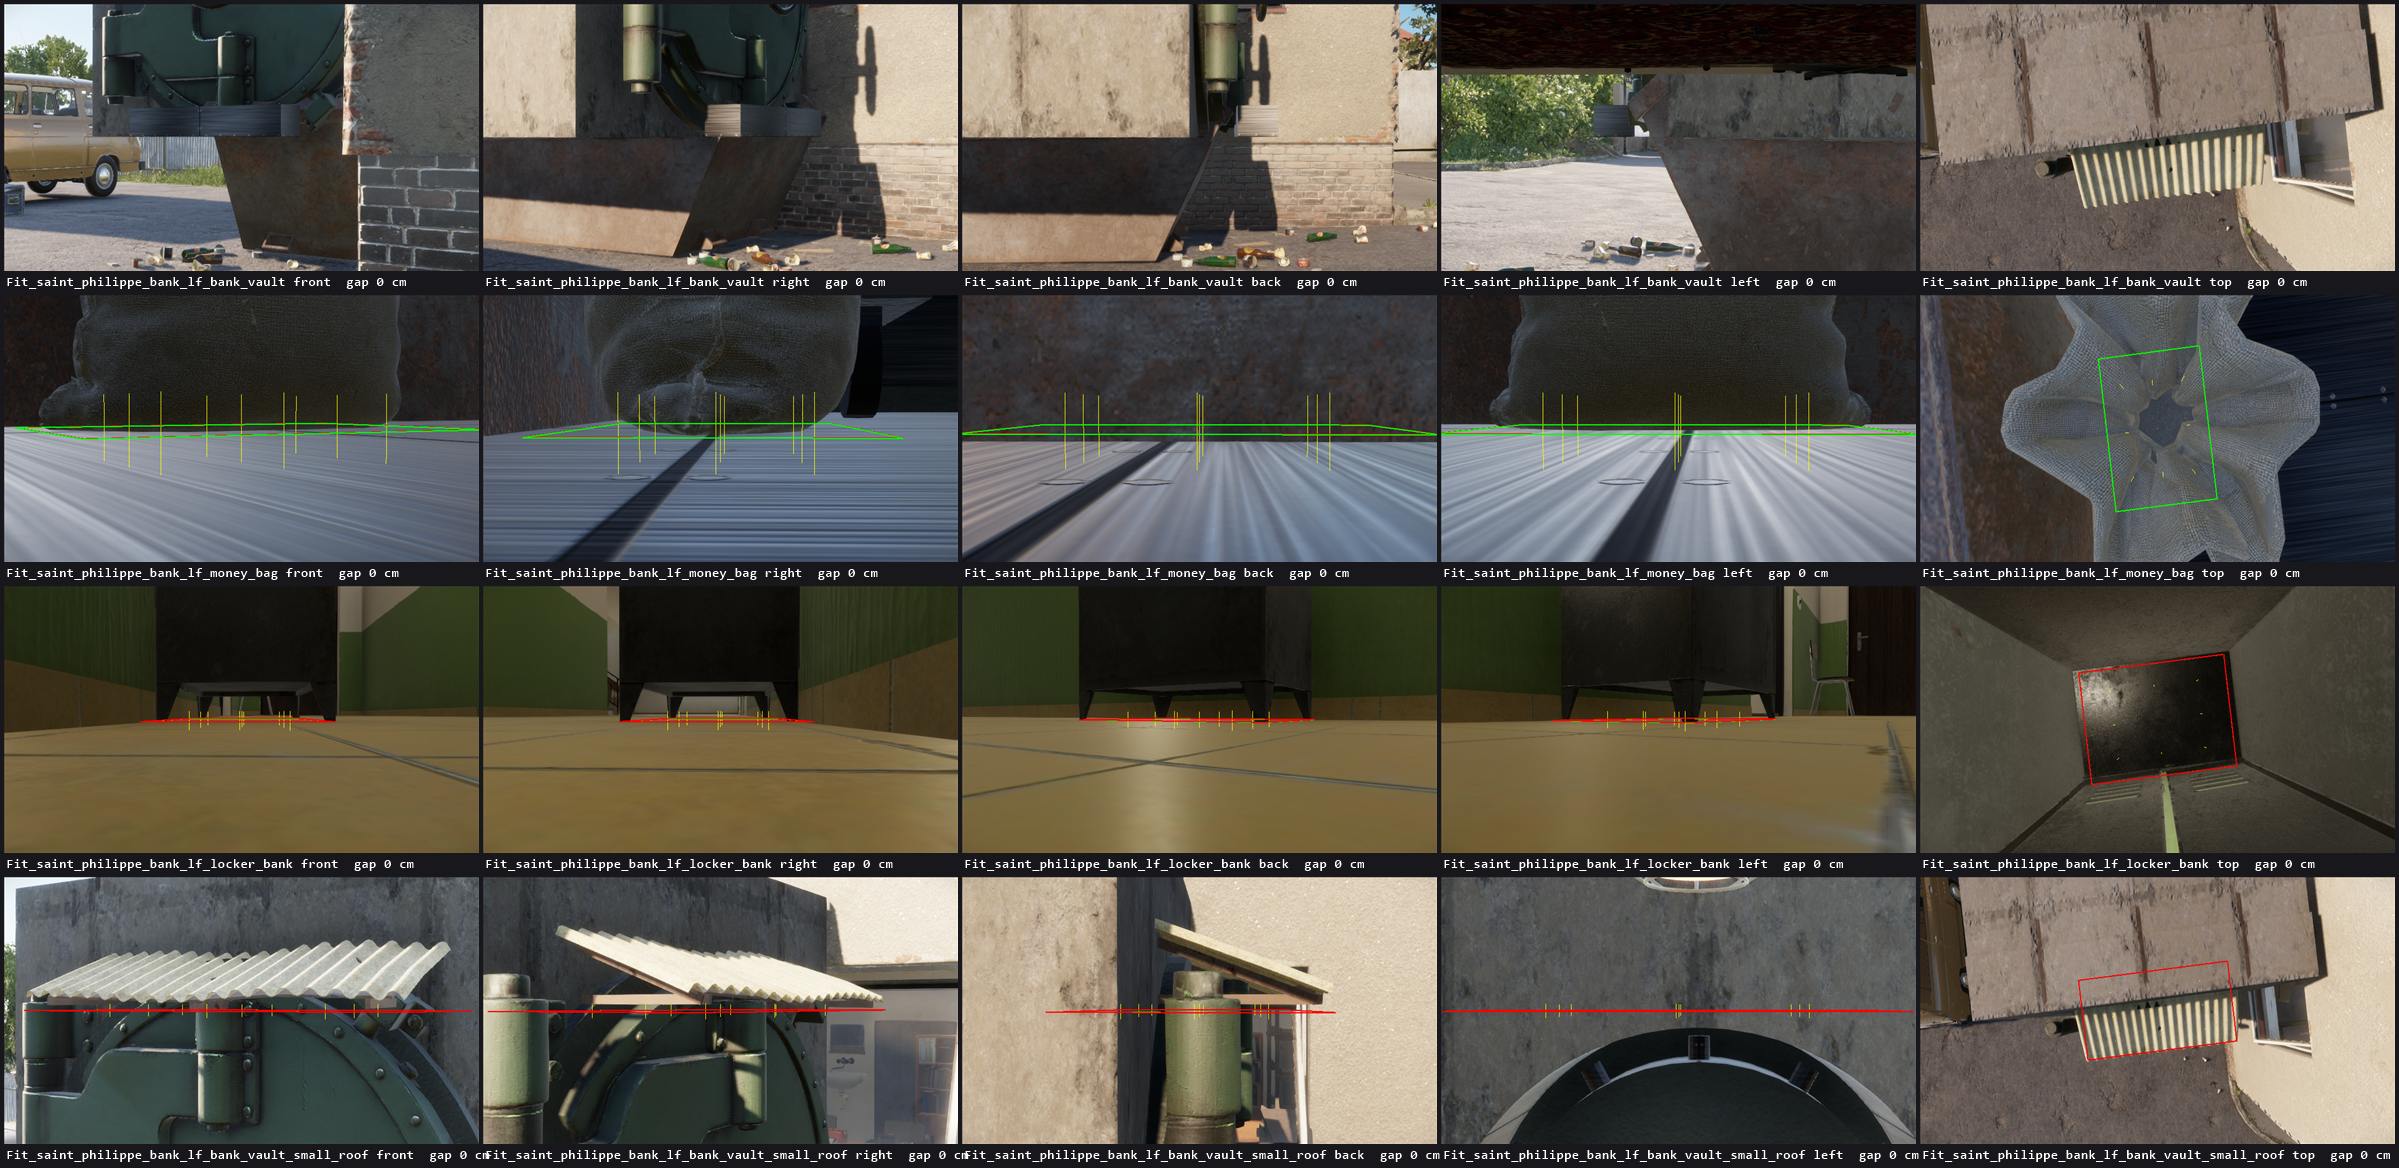 Fit_saint_philippe_bank_lf_bank_vault front  gap 0 cm
Fit_saint_philippe_bank_lf_bank_vault right  gap 0 cm
Fit_saint_philippe_bank_lf_bank_vault back  gap 0 cm
Fit_saint_philippe_bank_lf_bank_vault left  gap 0 cm
Fit_saint_philippe_bank_lf_bank_vault top  gap 0 cm
Fit_saint_philippe_bank_lf_money_bag front  gap 0 cm
Fit_saint_philippe_bank_lf_money_bag right  gap 0 cm
Fit_saint_philippe_bank_lf_money_bag back  gap 0 cm
Fit_saint_philippe_bank_lf_money_bag left  gap 0 cm
Fit_saint_philippe_bank_lf_money_bag top  gap 0 cm
Fit_saint_philippe_bank_lf_locker_bank front  gap 0 cm
Fit_saint_philippe_bank_lf_locker_bank right  gap 0 cm
Fit_saint_philippe_bank_lf_locker_bank back  gap 0 cm
Fit_saint_philippe_bank_lf_locker_bank left  gap 0 cm
Fit_saint_philippe_bank_lf_locker_bank top  gap 0 cm
Fit_saint_philippe_bank_lf_bank_vault_small_roof front  gap 0 cm
Fit_saint_philippe_bank_lf_bank_vault_small_roof right  gap 0 cm
Fit_saint_philippe_bank_lf_bank_vault_small_roof back  gap 0 cm
Fit_saint_philippe_bank_lf_bank_vault_small_roof left  gap 0 cm
Fit_saint_philippe_bank_lf_bank_vault_small_roof top  gap 0 cm